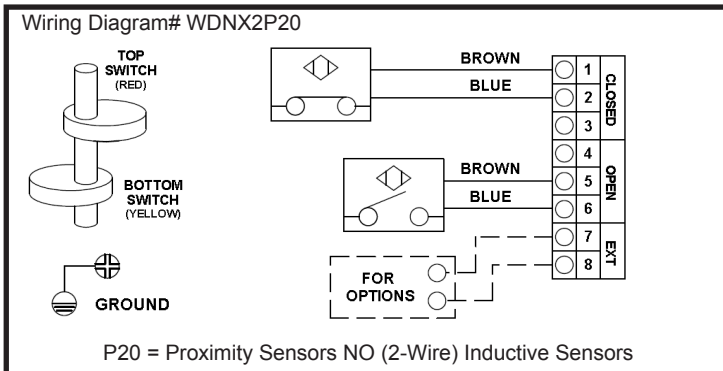 Wiring Diagram# WDNX2P20
TOP
SWITCH
(RED)
BOTTOM
SWITCH
(YELLOW)
GROUND
BROWN
BLUE
BROWN
BLUE
FOR
OPTIONS
1
2
3
4
5
6
7
8
CLOSED
OPEN
EXT
P20 = Proximity Sensors NO (2-Wire) Inductive Sensors